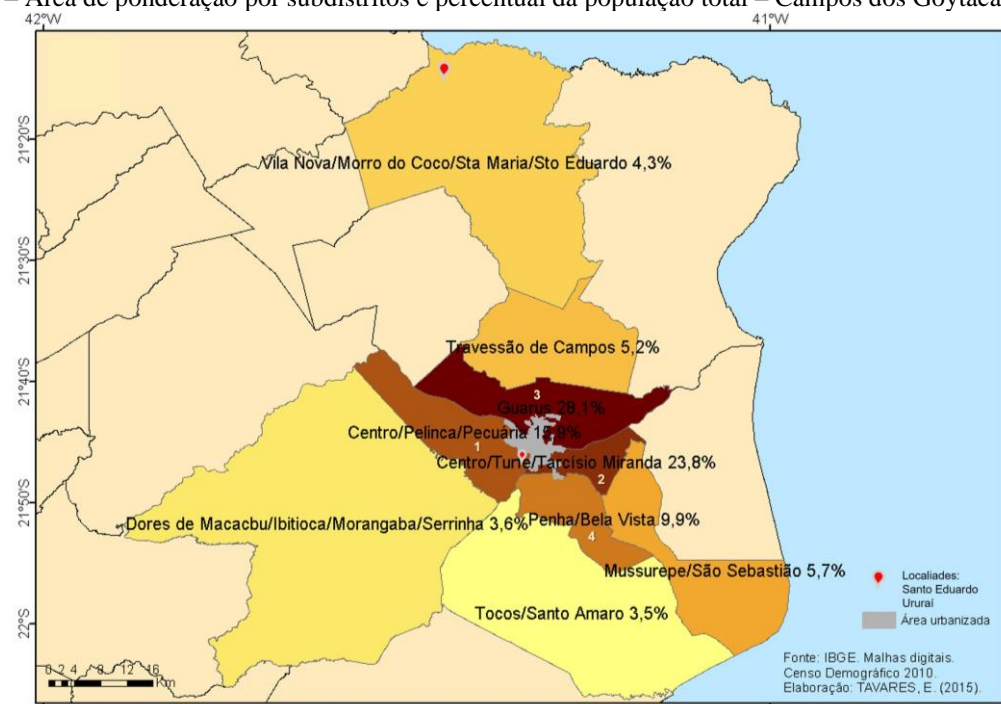 – Área de ponderação por subdistritos e percentual da população total – Campos dos Goytaca
42°W
41°W
21°20'S
Vila Nova/Morro do Coco/Sta Maria/Sto Eduardo 4,3%
21°30'S
Travessão de Campos 5,2%
21°40'S
3
Guarus 28,1%
Centro/Pelinca/Pecuária 15,9%
1
Centro/Turfe/Tarcísio Miranda 23,8%
2
21°50'S
Dores de Macacbu/Ibitioca/Morangaba/Serrinha 3,6%
Penha/Bela Vista 9,9%
4
Mussurepe/São Sebastião 5,7%
Localiades:
Santo Eduardo
Ururaí
Área urbanizada
22°S
Tocos/Santo Amaro 3,5%
Fonte: IBGE. Malhas digitais.
Censo Demográfico 2010.
Elaboração: TAVARES, E. (2015).
0 2 4 8 12 16
Km